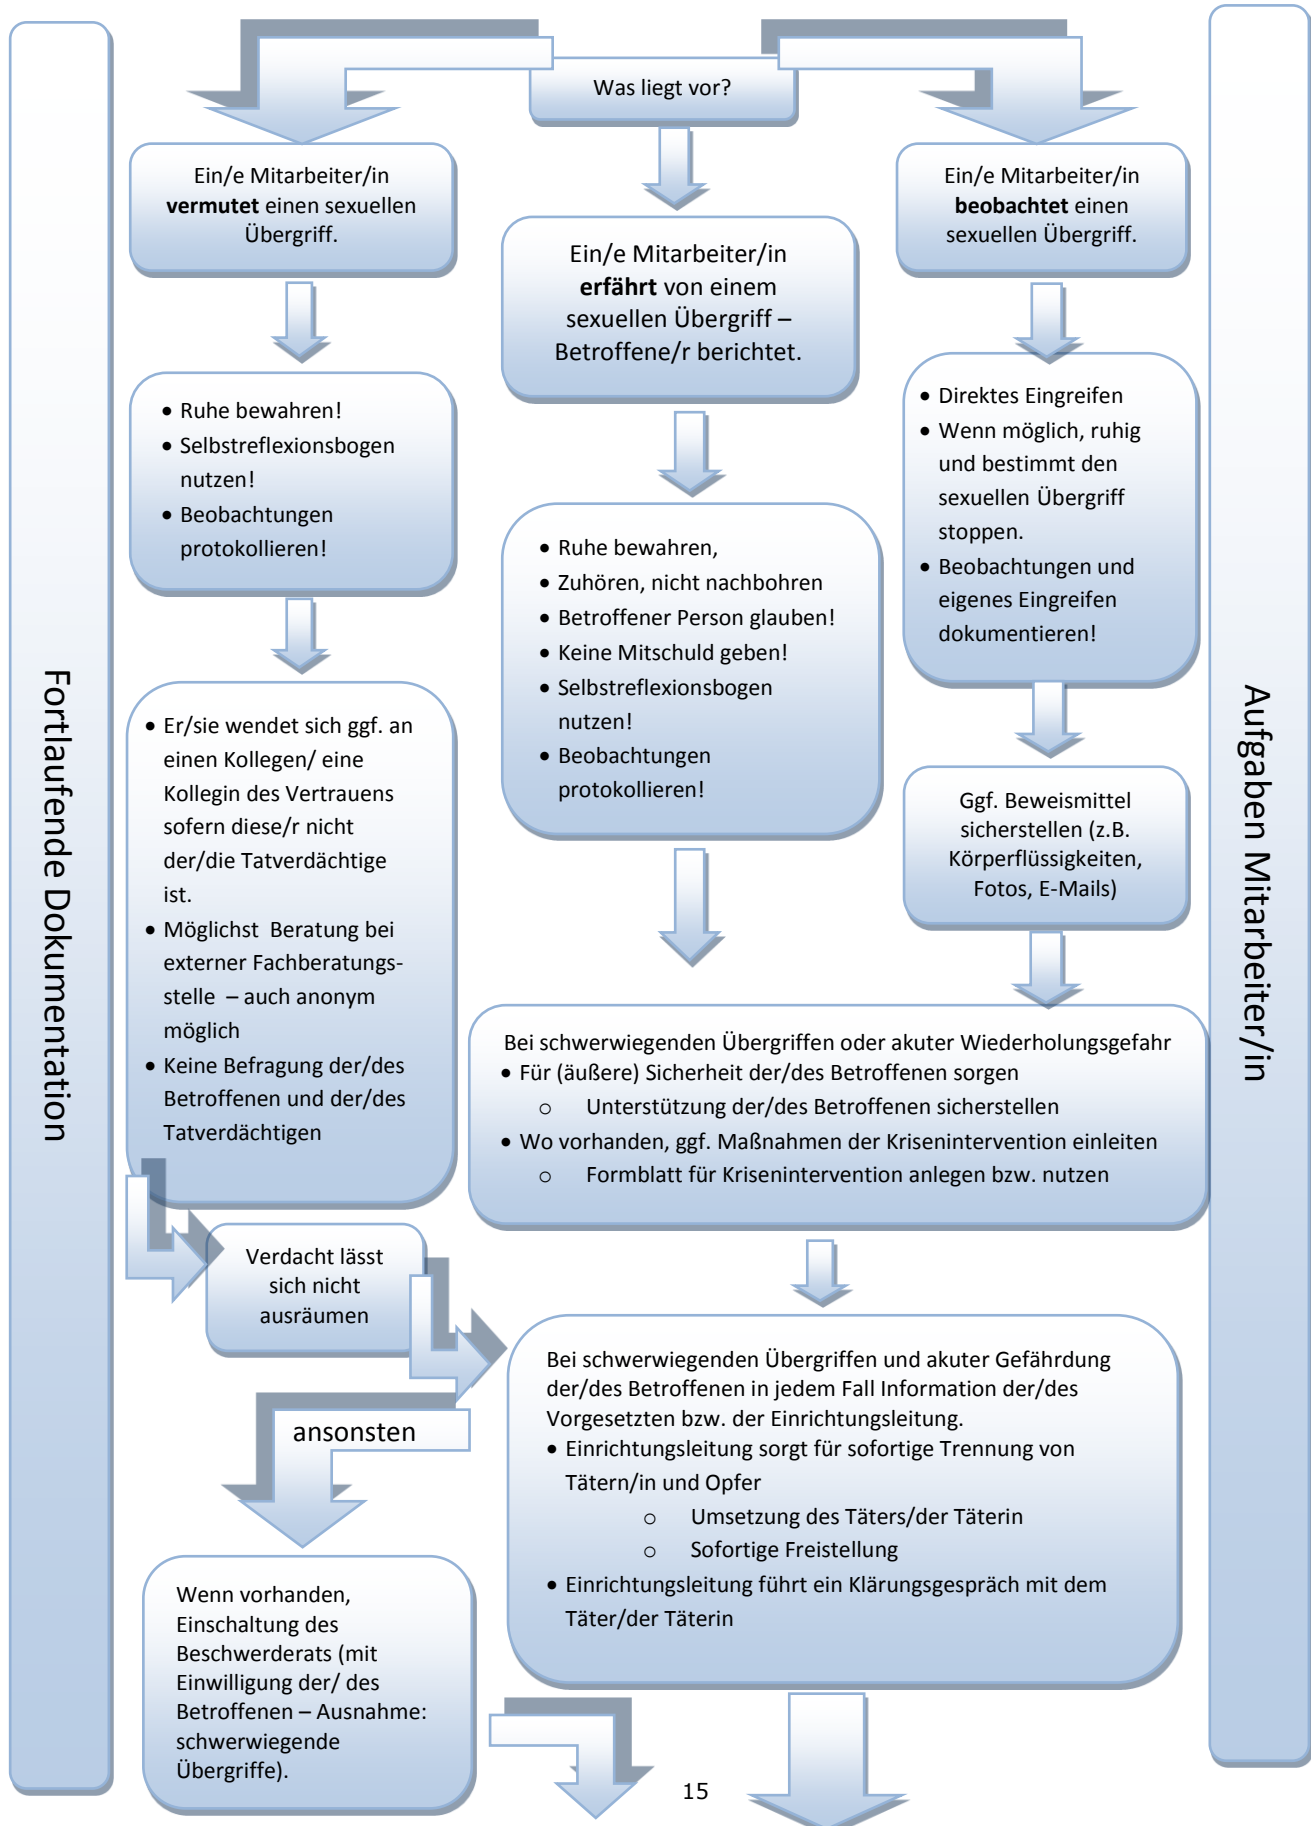 Was liegt vor?
Ein/e Mitarbeiter/in
vermutet einen sexuellen
Übergriff.
• Ruhe bewahren!
• Selbstreflexionsbogen
nutzen!
• Beobachtungen
protokollieren!
• Er/sie wendet sich ggf. an
einen Kollegen/ eine
Kollegin des Vertrauens
sofern diese/r nicht
der/die Tatverdächtige
ist.
• Möglichst  Beratung bei
externer Fachberatungs-
stelle  – auch anonym
möglich
• Keine Befragung der/des
Betroffenen und der/des
Tatverdächtigen
Verdacht lässt
sich nicht
ausräumen
ansonsten
Wenn vorhanden,
Einschaltung des
Beschwerderats (mit
Einwilligung der/ des
Betroffenen – Ausnahme:
schwerwiegende
Übergriffe).
Ein/e Mitarbeiter/in
erfährt von einem
sexuellen Übergriff –
Betroffene/r berichtet.
• Ruhe bewahren,
• Zuhören, nicht nachbohren
• Betroffener Person glauben!
• Keine Mitschuld geben!
• Selbstreflexionsbogen
nutzen!
• Beobachtungen
protokollieren!
Ein/e Mitarbeiter/in
beobachtet einen
sexuellen Übergriff.
• Direktes Eingreifen
• Wenn möglich, ruhig
und bestimmt den
sexuellen Übergriff
stoppen.
• Beobachtungen und
eigenes Eingreifen
dokumentieren!
Ggf. Beweismittel
sicherstellen (z.B.
Körperflüssigkeiten,
Fotos, E-Mails)
Bei schwerwiegenden Übergriffen oder akuter Wiederholungsgefahr
• Für (äußere) Sicherheit der/des Betroffenen sorgen
o Unterstützung der/des Betroffenen sicherstellen
• Wo vorhanden, ggf. Maßnahmen der Krisenintervention einleiten
o Formblatt für Krisenintervention anlegen bzw. nutzen
Bei schwerwiegenden Übergriffen und akuter Gefährdung
der/des Betroffenen in jedem Fall Information der/des
Vorgesetzten bzw. der Einrichtungsleitung.
• Einrichtungsleitung sorgt für sofortige Trennung von
Tätern/in und Opfer
o Umsetzung des Täters/der Täterin
o Sofortige Freistellung
• Einrichtungsleitung führt ein Klärungsgespräch mit dem
Täter/der Täterin
Fortlaufende Dokumentation
Aufgaben Mitarbeiter/in
15